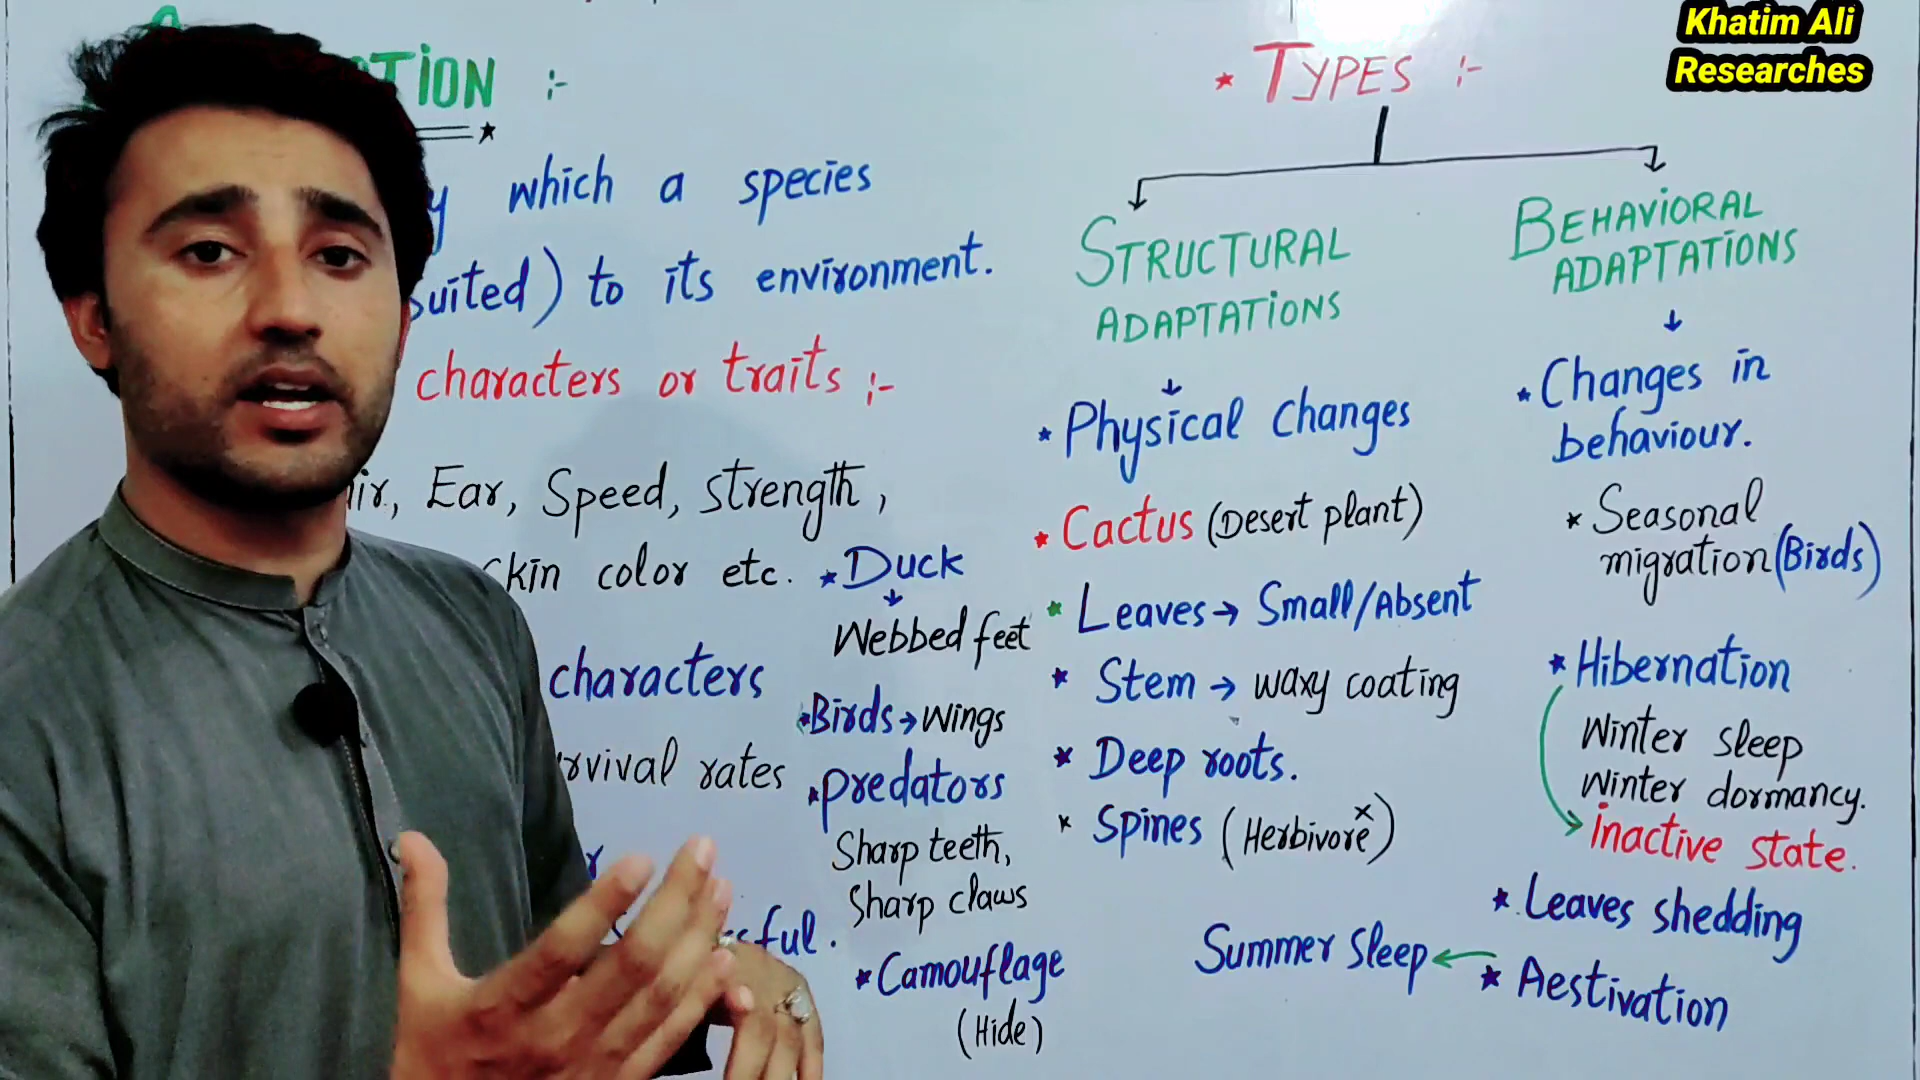 Khatim Ali
Researches
TiON :-
which a species
suited) to its environment.
characters or traits :-
Ear, Speed, strength,
skin color etc.
characters
rvival rates
ssful.
* Duck
Webbed feet
* Birds → Wings
* predators
Sharp teeth,
Sharp claws
* Camouflage
(Hide)
* TYPES :-
STRUCTURAL
ADAPTATiONS
* Physical changes
* Cactus (Desert plant)
* Leaves → Small/Absent
* Stem → waxy coating
* Deep roots.
* Spines (Herbivore x)
BEHAViORAL
ADAPTATiONS
* Changes in
behaviour.
* Seasonal
migration (Birds)
* Hibernation
Winter sleep
Winter dormancy.
inactive state.
* Leaves shedding
* Aestivation
Summer sleep